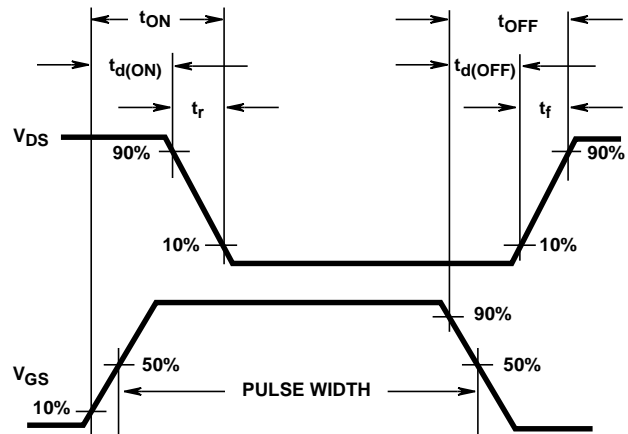 tON
tOFF
td(ON)
td(OFF)
tr
tf
VDS
90%
90%
10%
10%
90%
50%
50%
VGS
PULSE WIDTH
10%